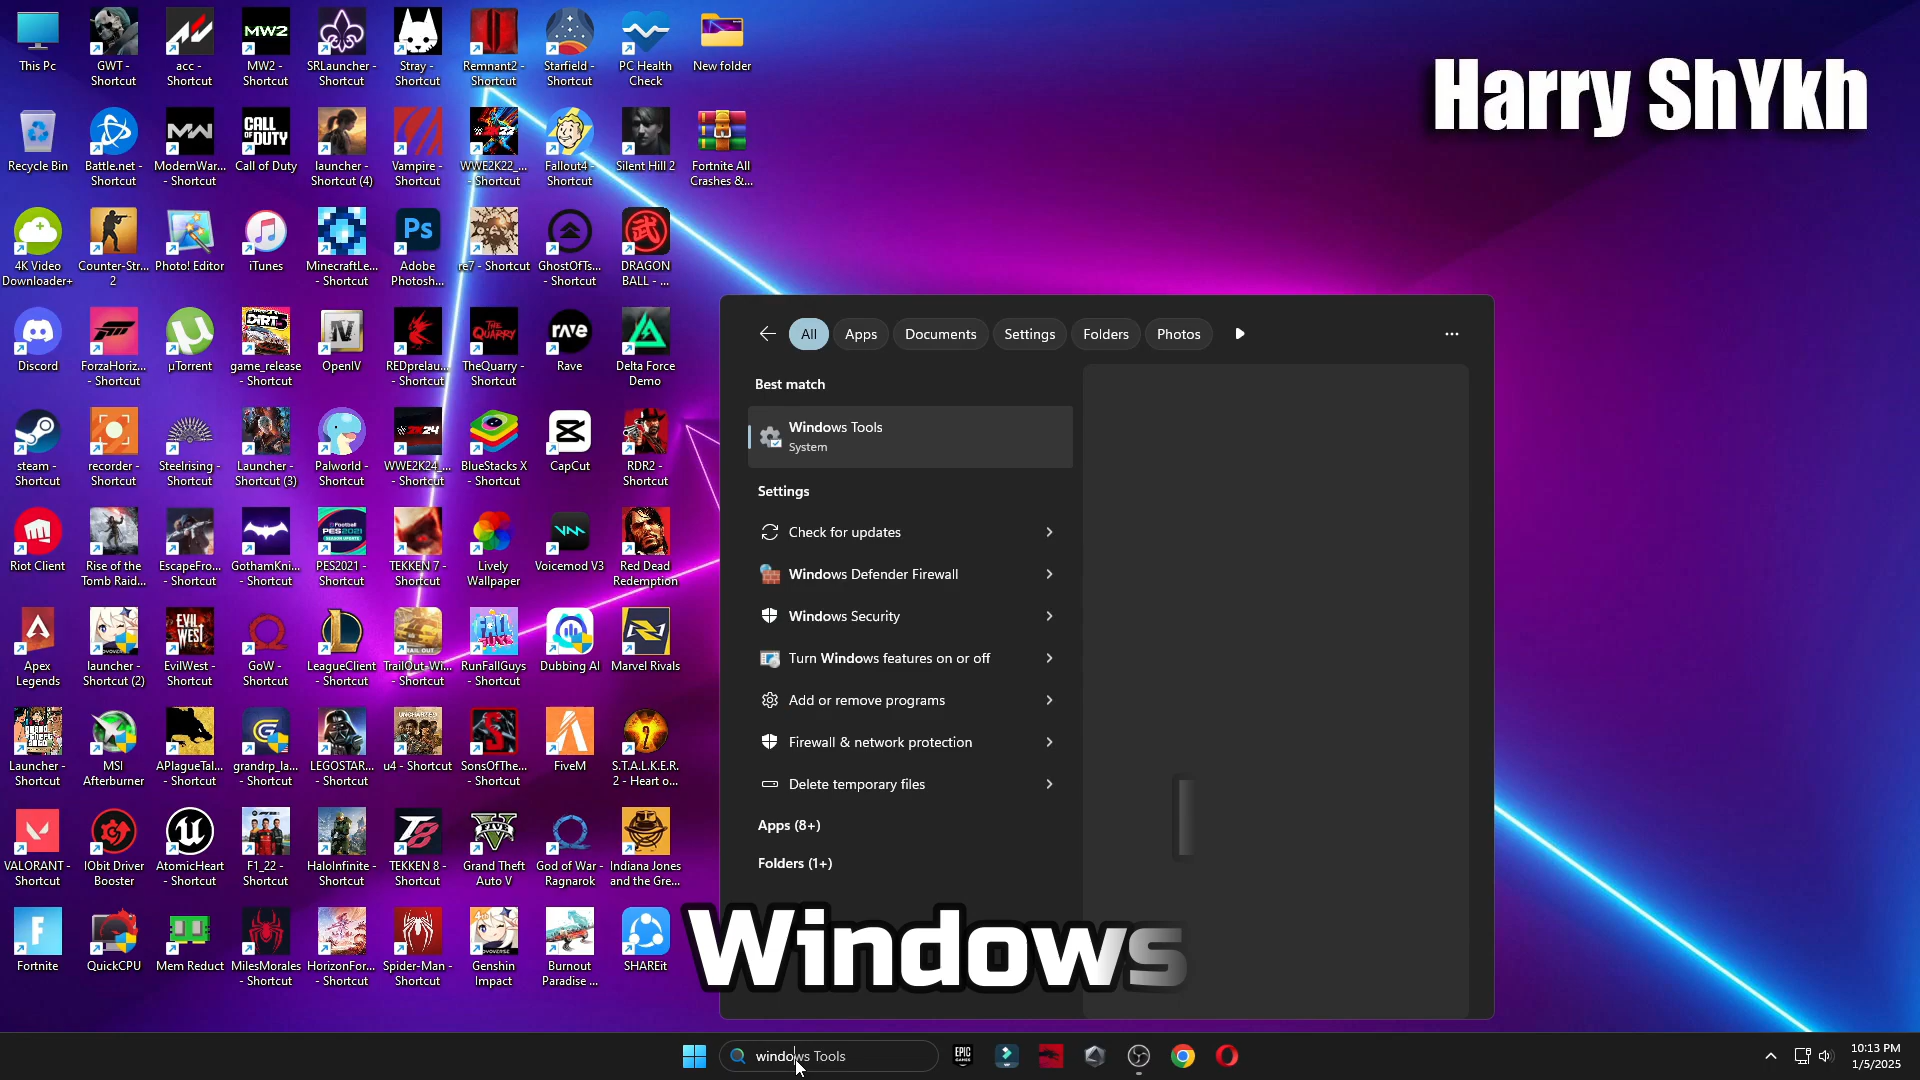 Harry ShYkh
This Pc
GWT - Shortcut
acc - Shortcut
MW2 - Shortcut
SRLauncher - Shortcut
Stray - Shortcut
Remnant2 - Shortcut
Starfield - Shortcut
PC Health Check
New folder
Recycle Bin
Battle.net - Shortcut
ModernWar... - Shortcut
Call of Duty
launcher - Shortcut (4)
Vampire - Shortcut
WWE2K22_... - Shortcut
Fallout4 - Shortcut
Silent Hill 2
Fortnite All Crashes &...
4K Video Downloader+
Counter-Str... 2
Photo! Editor
iTunes
MinecraftLe... - Shortcut
Adobe Photosh...
re7 - Shortcut
GhostOfTs... - Shortcut
DRAGON BALL - ...
Discord
ForzaHoriz... - Shortcut
µTorrent
game_release - Shortcut
OpenIV
REDprelau... - Shortcut
TheQuarry - Shortcut
Rave
Delta Force Demo
steam - Shortcut
recorder - Shortcut
Steelrising - Shortcut
Launcher - Shortcut (3)
Palworld - Shortcut
WWE2K24_... - Shortcut
BlueStacks X - Shortcut
CapCut
RDR2 - Shortcut
Riot Client
Rise of the Tomb Raid...
EscapeFro... - Shortcut
GothamKni... - Shortcut
PES2021 - Shortcut
TEKKEN 7 - Shortcut
Lively Wallpaper
Voicemod V3
Red Dead Redemption
Apex Legends
launcher - Shortcut (2)
EvilWest - Shortcut
GoW - Shortcut
LeagueClient - Shortcut
TrailOut-Wi... - Shortcut
RunFallGuys - Shortcut
Dubbing AI
Marvel Rivals
Launcher - Shortcut
MSI Afterburner
APlagueTal... - Shortcut
grandrp_la... - Shortcut
LEGOSTAR... - Shortcut
u4 - Shortcut
SonsOfThe... - Shortcut
FiveM
S.T.A.L.K.E.R. 2 - Heart o...
VALORANT - Shortcut
IObit Driver Booster
AtomicHeart - Shortcut
F1_22 - Shortcut
HaloInfinite - Shortcut
TEKKEN 8 - Shortcut
Grand Theft Auto V
God of War - Ragnarok
Indiana Jones and the Gre...
Fortnite
QuickCPU
Mem Reduct
MilesMorales - Shortcut
HorizonFor... - Shortcut
Spider-Man - Shortcut
Genshin Impact
Burnout Paradise ...
SHAREit
All Apps Documents Settings Folders Photos
Best match
Windows Tools
System
Settings
Check for updates
Windows Defender Firewall
Windows Security
Turn Windows features on or off
Add or remove programs
Firewall & network protection
Delete temporary files
Apps (8+)
Folders (1+)
Windows
windows Tools
10:13 PM
1/5/2025